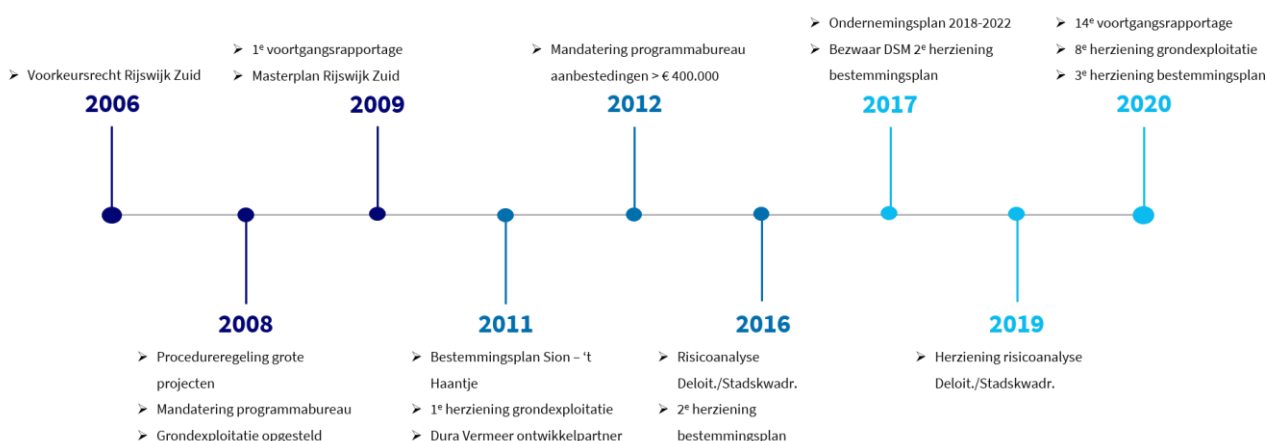 ➢ Voorkeursrecht Rijswijk Zuid
2006
➢ 1e voortgangsrapportage
➢ Masterplan Rijswijk Zuid
2009
➢ Mandatering programmabureau
aanbestedingen > € 400.000
2012
➢ Ondernemingsplan 2018-2022
➢ Bezwaar DSM 2e herziening
bestemmingsplan
2017
➢ 14e voortgangsrapportage
➢ 8e herziening grondexploitatie
➢ 3e herziening bestemmingsplan
2020
2008
➢ Procedureregeling grote
projecten
➢ Mandatering programmabureau
➢ Grondexploitatie opgesteld
2011
➢ Bestemmingsplan Sion – ‘t
Haantje
➢ 1e herziening grondexploitatie
➢ Dura Vermeer ontwikkelpartner
2016
➢ Risicoanalyse
Deloit./Stadskwadr.
➢ 2e herziening
bestemmingsplan
2019
➢ Herziening risicoanalyse
Deloit./Stadskwadr.